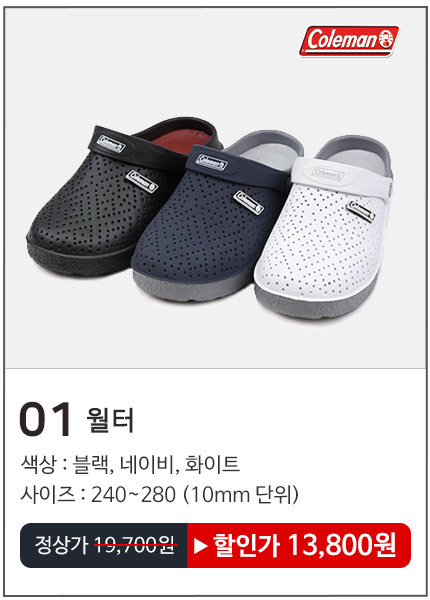 Coleman
Coleman
Coleman
01 월터
색상 : 블랙, 네이비, 화이트
사이즈 : 240~280 (10mm 단위)
정상가 19,700원 ▶할인가 13,800원